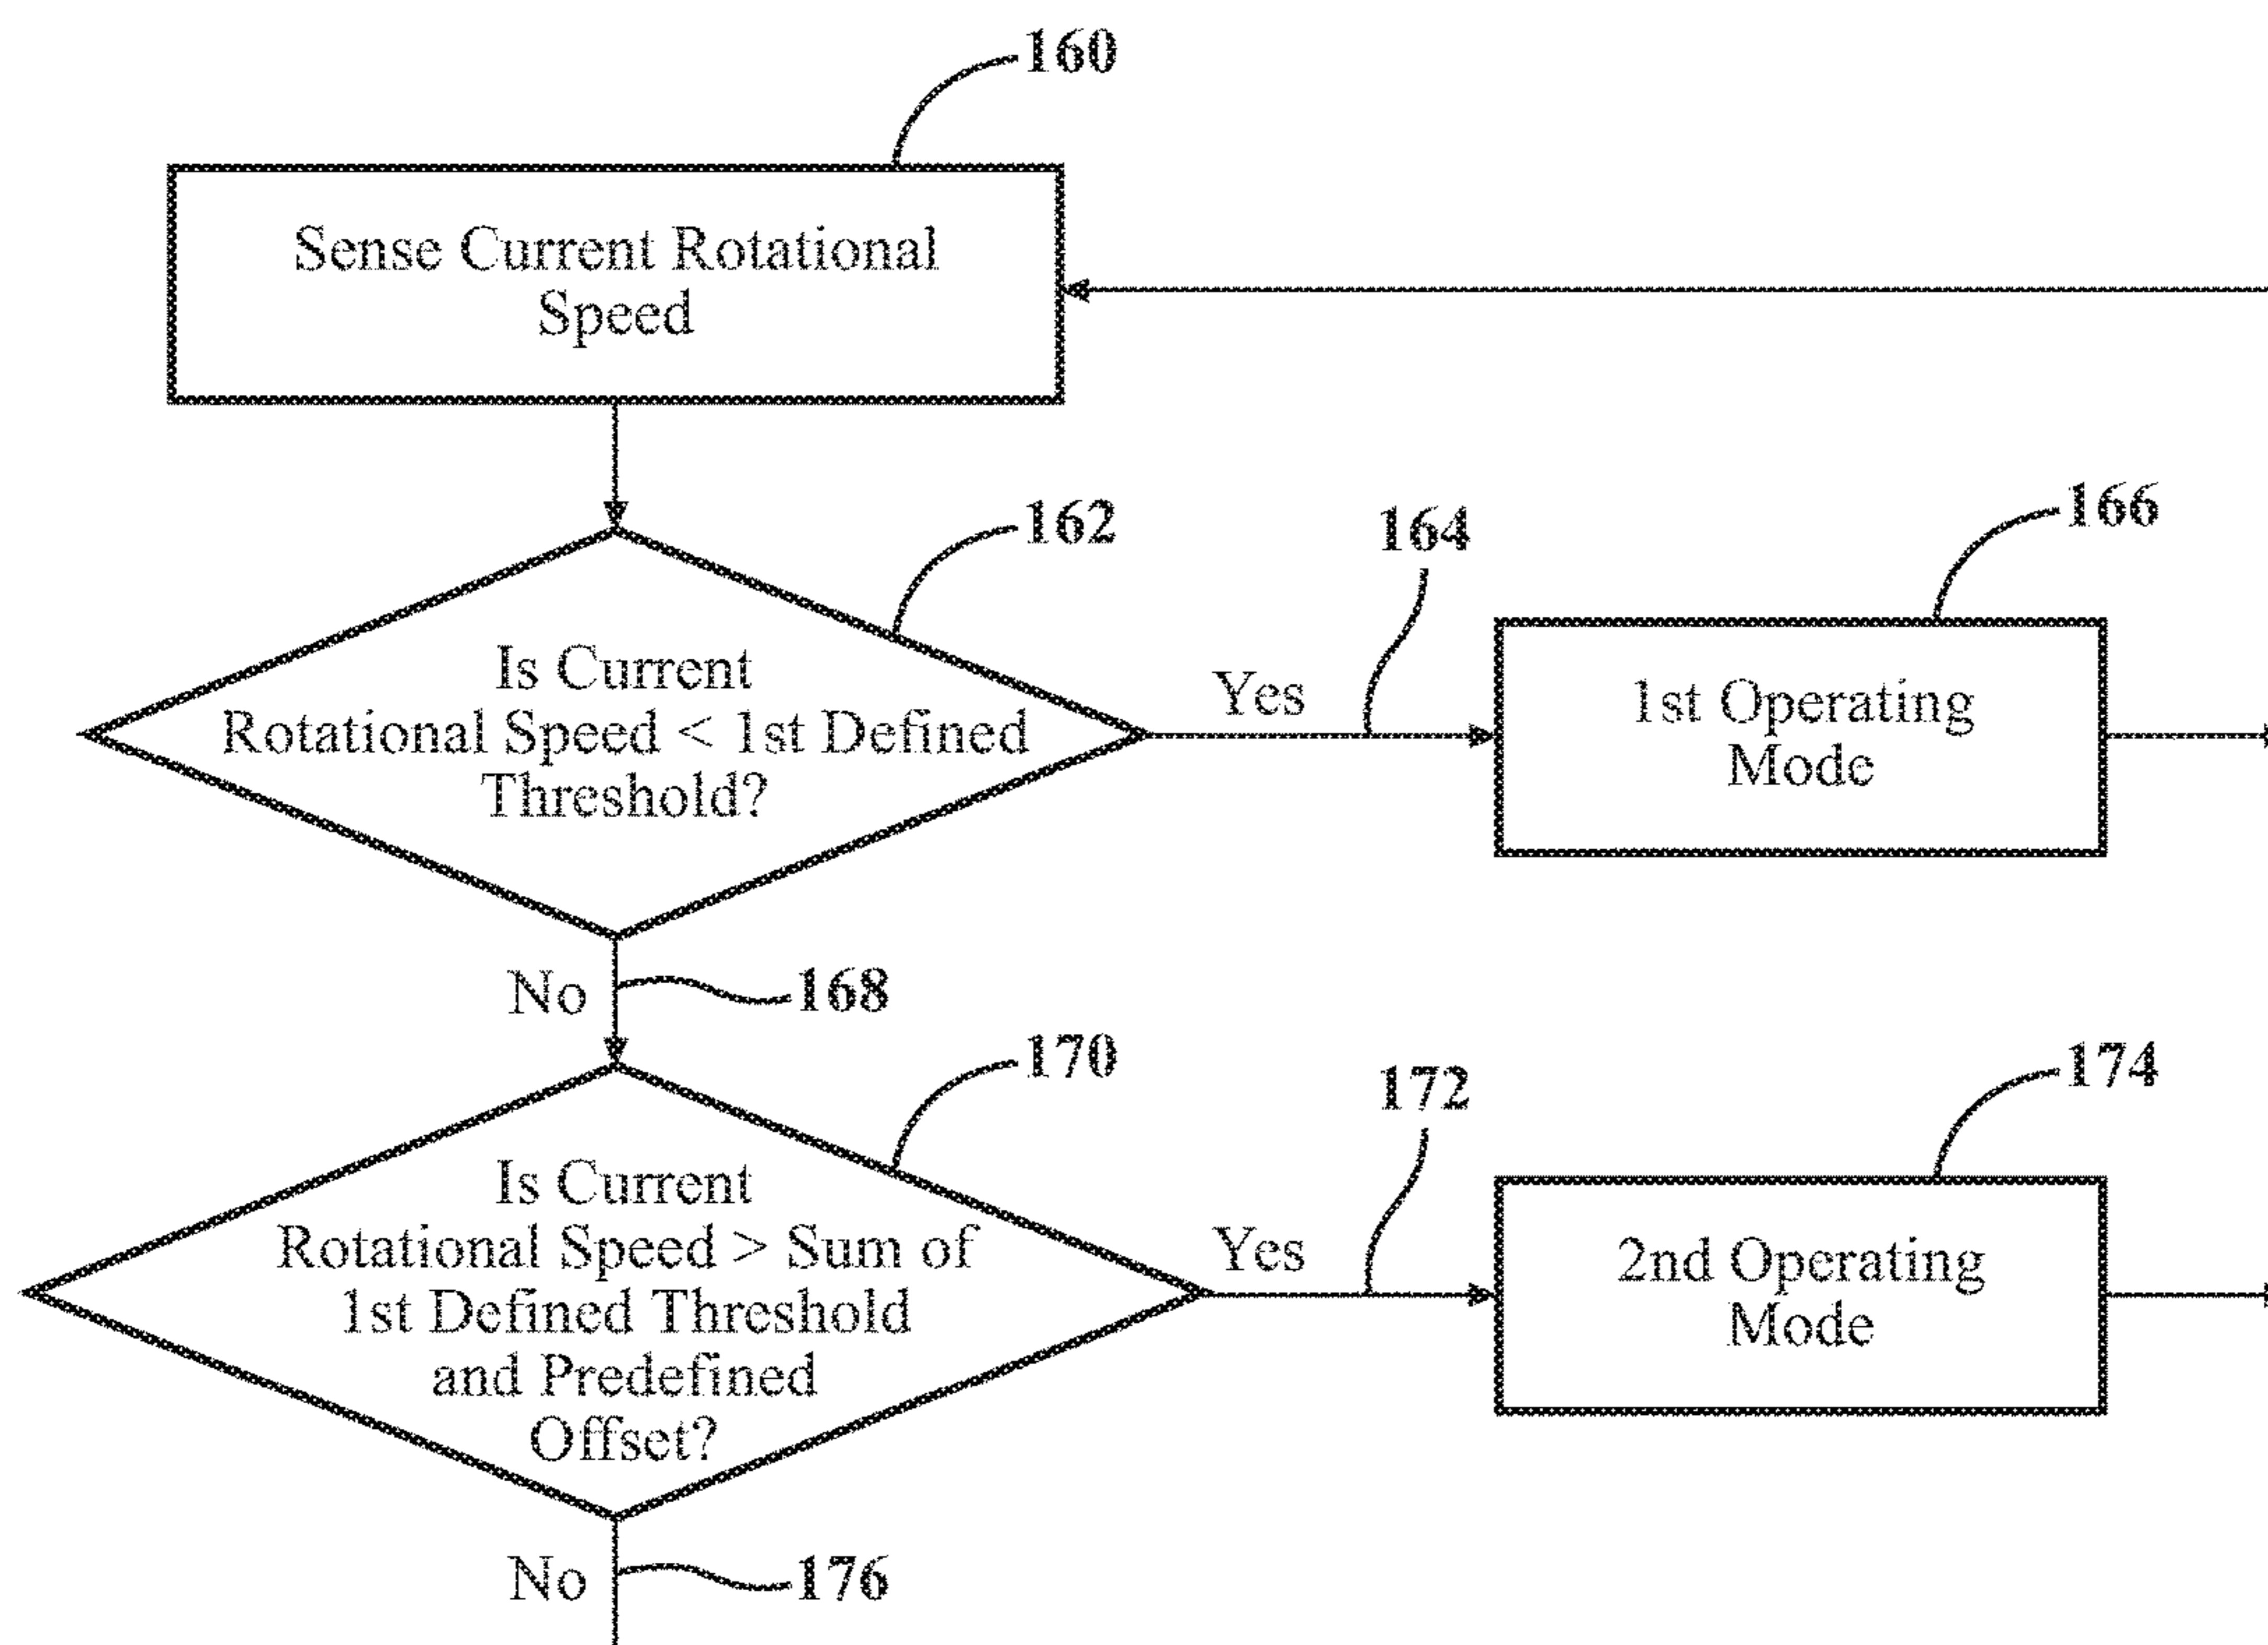 160
Sense Current Rotational
Speed
162
164
166
Is Current
Rotational Speed < 1st Defined
Threshold?
Yes
1st Operating
Mode
No
168
170
172
174
Is Current
Rotational Speed > Sum of
1st Defined Threshold
and Predefined
Offset?
Yes
2nd Operating
Mode
No
176